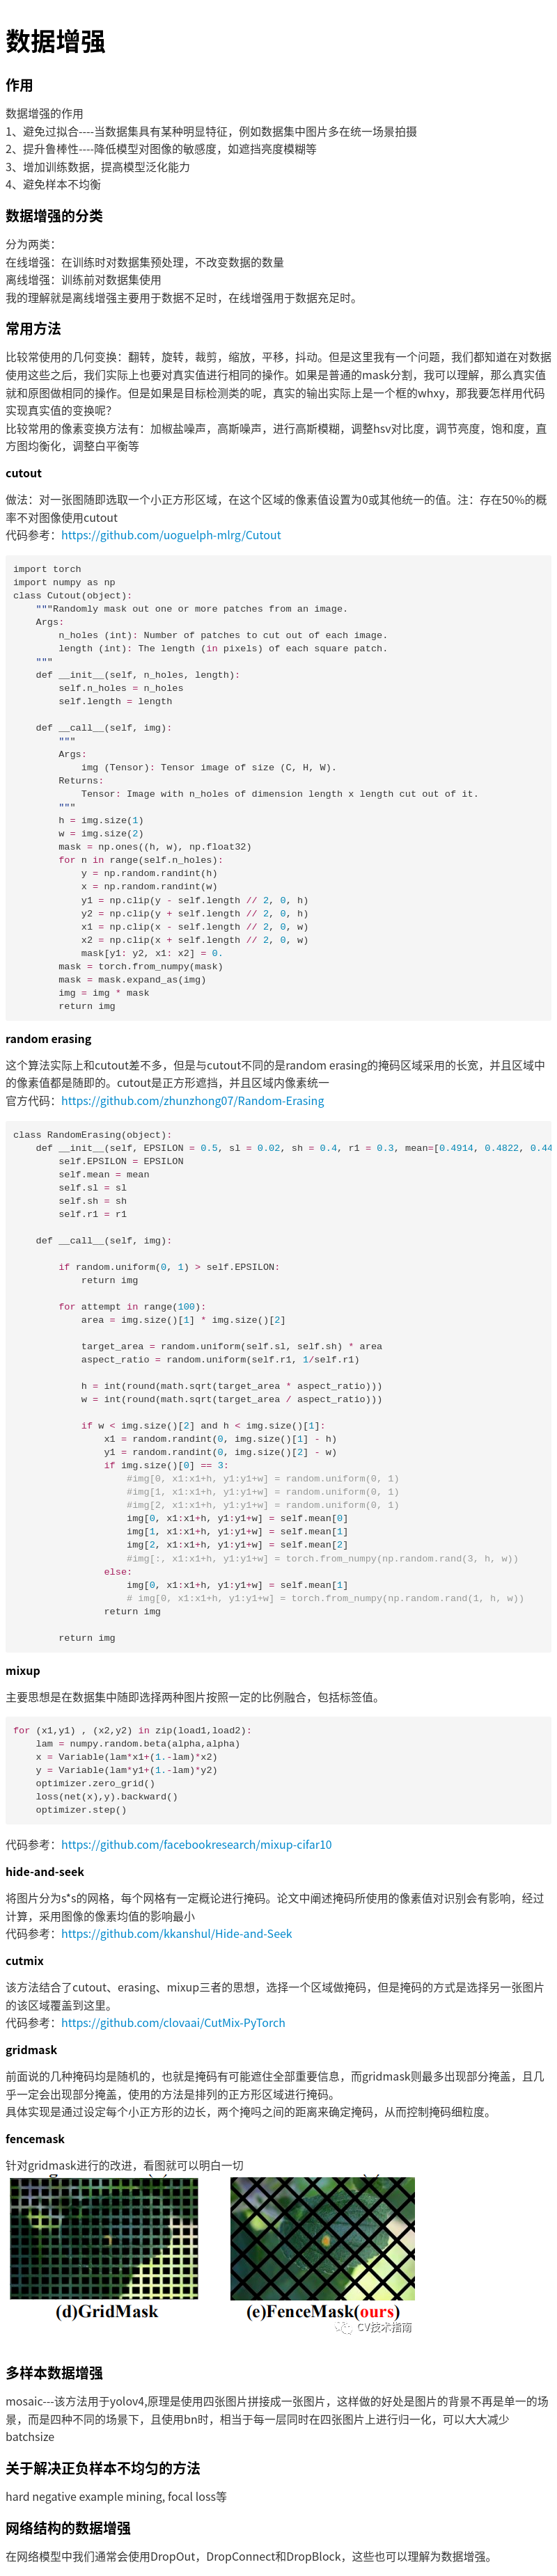 数据增强
作用
数据增强的作用
1、避免过拟合----当数据集具有某种明显特征，例如数据集中图片多在统一场景拍摄
2、提升鲁棒性----降低模型对图像的敏感度，如遮挡亮度模糊等
3、增加训练数据，提高模型泛化能力
4、避免样本不均衡
数据增强的分类
分为两类：
在线增强：在训练时对数据集预处理，不改变数据的数量
离线增强：训练前对数据集使用
我的理解就是离线增强主要用于数据不足时，在线增强用于数据充足时。
常用方法
比较常使用的几何变换：翻转，旋转，裁剪，缩放，平移，抖动。但是这里我有一个问题，我们都知道在对数据
使用这些之后，我们实际上也要对真值进行相同的操作。如果是普通的mask分割，我可以理解，那么真实值
就和原图做相同的操作。但是如果是目标检测类的呢，真实的输出实际上是一个框的whxy，那我要怎样用代码
实现真实值的变换呢？
比较常用的像素变换方法有：加椒盐噪声，高斯噪声，进行高斯模糊，调整hsv对比度，调节亮度，饱和度，直
方图均衡化，调整白平衡等
cutout
做法：对一张图随即选取一个小正方形区域，在这个区域的像素值设置为0或其他统一的值。注：存在50%的概
率不对图像使用cutout
代码参考：https://github.com/uoguelph-mlrg/Cutout
import torch
import numpy as np
class Cutout(object):
    """Randomly mask out one or more patches from an image.
    Args:
        n_holes (int): Number of patches to cut out of each image.
        length (int): The length (in pixels) of each square patch.
    """
    def __init__(self, n_holes, length):
        self.n_holes = n_holes
        self.length = length
    def __call__(self, img):
        """
        Args:
            img (Tensor): Tensor image of size (C, H, W).
        Returns:
            Tensor: Image with n_holes of dimension length x length cut out of it.
        """
        h = img.size(1)
        w = img.size(2)
        mask = np.ones((h, w), np.float32)
        for n in range(self.n_holes):
            y = np.random.randint(h)
            x = np.random.randint(w)
            y1 = np.clip(y - self.length // 2, 0, h)
            y2 = np.clip(y + self.length // 2, 0, h)
            x1 = np.clip(x - self.length // 2, 0, w)
            x2 = np.clip(x + self.length // 2, 0, w)
            mask[y1: y2, x1: x2] = 0.
        mask = torch.from_numpy(mask)
        mask = mask.expand_as(img)
        img = img * mask
        return img
random erasing
这个算法实际上和cutout差不多，但是与cutout不同的是random erasing的掩码区域采用的长宽，并且区域中
的像素值都是随即的。cutout是正方形遮挡，并且区域内像素统一
官方代码：https://github.com/zhunzhong07/Random-Erasing
class RandomErasing(object):
    def __init__(self, EPSILON = 0.5, sl = 0.02, sh = 0.4, r1 = 0.3, mean=[0.4914, 0.4822, 0.44
        self.EPSILON = EPSILON
        self.mean = mean
        self.sl = sl
        self.sh = sh
        self.r1 = r1
    def __call__(self, img):
        if random.uniform(0, 1) > self.EPSILON:
            return img
        for attempt in range(100):
            area = img.size()[1] * img.size()[2]
            target_area = random.uniform(self.sl, self.sh) * area
            aspect_ratio = random.uniform(self.r1, 1/self.r1)
            h = int(round(math.sqrt(target_area * aspect_ratio)))
            w = int(round(math.sqrt(target_area / aspect_ratio)))
            if w < img.size()[2] and h < img.size()[1]:
                x1 = random.randint(0, img.size()[1] - h)
                y1 = random.randint(0, img.size()[2] - w)
                if img.size()[0] == 3:
                    #img[0, x1:x1+h, y1:y1+w] = random.uniform(0, 1)
                    #img[1, x1:x1+h, y1:y1+w] = random.uniform(0, 1)
                    #img[2, x1:x1+h, y1:y1+w] = random.uniform(0, 1)
                    img[0, x1:x1+h, y1:y1+w] = self.mean[0]
                    img[1, x1:x1+h, y1:y1+w] = self.mean[1]
                    img[2, x1:x1+h, y1:y1+w] = self.mean[2]
                    #img[:, x1:x1+h, y1:y1+w] = torch.from_numpy(np.random.rand(3, h, w))
                else:
                    img[0, x1:x1+h, y1:y1+w] = self.mean[1]
                    # img[0, x1:x1+h, y1:y1+w] = torch.from_numpy(np.random.rand(1, h, w))
                return img
        return img
mixup
主要思想是在数据集中随即选择两种图片按照一定的比例融合，包括标签值。
for (x1,y1) , (x2,y2) in zip(load1,load2):
    lam = numpy.random.beta(alpha,alpha)
    x = Variable(lam*x1+(1.-lam)*x2)
    y = Variable(lam*y1+(1.-lam)*y2)
    optimizer.zero_grid()
    loss(net(x),y).backward()
    optimizer.step()
代码参考：https://github.com/facebookresearch/mixup-cifar10
hide-and-seek
将图片分为s*s的网格，每个网格有一定概论进行掩码。论文中阐述掩码所使用的像素值对识别会有影响，经过
计算，采用图像的像素均值的影响最小
代码参考：https://github.com/kkanshul/Hide-and-Seek
cutmix
该方法结合了cutout、erasing、mixup三者的思想，选择一个区域做掩码，但是掩码的方式是选择另一张图片
的该区域覆盖到这里。
代码参考：https://github.com/clovaai/CutMix-PyTorch
gridmask
前面说的几种掩码均是随机的，也就是掩码有可能遮住全部重要信息，而gridmask则最多出现部分掩盖，且几
乎一定会出现部分掩盖，使用的方法是排列的正方形区域进行掩码。
具体实现是通过设定每个小正方形的边长，两个掩吗之间的距离来确定掩码，从而控制掩码细粒度。
fencemask
针对gridmask进行的改进，看图就可以明白一切
(d)GridMask
(e)FenceMask(ours)
CV技术指南
多样本数据增强
mosaic---该方法用于yolov4,原理是使用四张图片拼接成一张图片，这样做的好处是图片的背景不再是单一的场
景，而是四种不同的场景下，且使用bn时，相当于每一层同时在四张图片上进行归一化，可以大大减少
batchsize
关于解决正负样本不均匀的方法
hard negative example mining, focal loss等
网络结构的数据增强
在网络模型中我们通常会使用DropOut，DropConnect和DropBlock，这些也可以理解为数据增强。